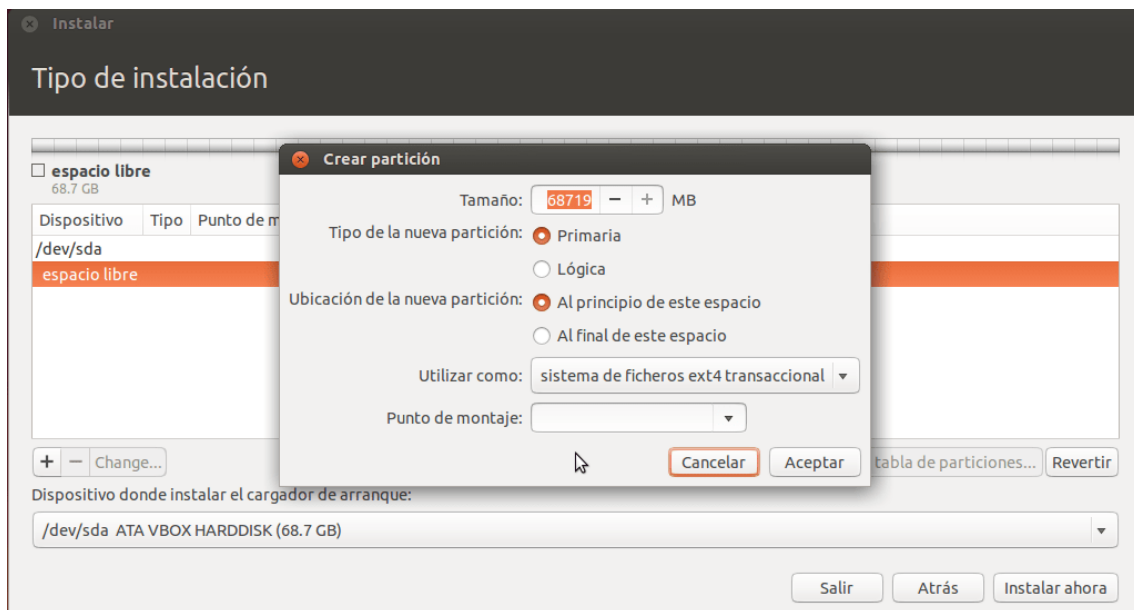 Instalar
Tipo de instalación
espacio libre
68.7 GB
Dispositivo Tipo Punto de m
/dev/sda
espacio libre
Crear partición
Tamaño: 68719 − + MB
Tipo de la nueva partición: Primaria
Lógica
Ubicación de la nueva partición: Al principio de este espacio
Al final de este espacio
Utilizar como: sistema de ficheros ext4 transaccional
Punto de montaje:
Cancelar Aceptar
+ − Change... tabla de particiones... Revertir
Dispositivo donde instalar el cargador de arranque:
/dev/sda ATA VBOX HARDDISK (68.7 GB)
Salir Atrás Instalar ahora